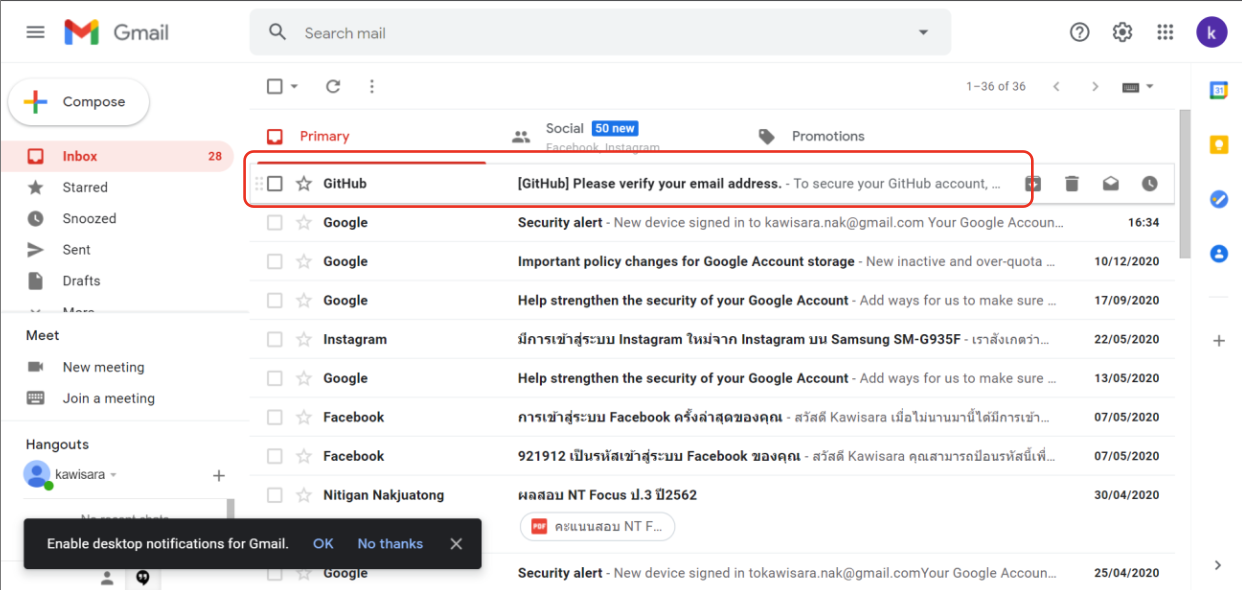 Gmail
Search mail
k
Compose
1–36 of 36
31
Primary
Social 50 new
Facebook, Instagram
Promotions
Inbox 28
Starred
Snoozed
Sent
Drafts
More
Meet
New meeting
Join a meeting
Hangouts
kawisara
No recent chats
GitHub [GitHub] Please verify your email address. - To secure your GitHub account, ...
Google Security alert - New device signed in to kawisara.nak@gmail.com Your Google Accoun... 16:34
Google Important policy changes for Google Account storage - New inactive and over-quota ... 10/12/2020
Google Help strengthen the security of your Google Account - Add ways for us to make sure ... 17/09/2020
Instagram มีการเข้าสู่ระบบ Instagram ใหม่จาก Instagram บน Samsung SM-G935F - เราสังเกตว่า... 22/05/2020
Google Help strengthen the security of your Google Account - Add ways for us to make sure ... 13/05/2020
Facebook การเข้าสู่ระบบ Facebook ครั้งล่าสุดของคุณ - สวัสดี Kawisara เมื่อไม่นานมานี้ได้มีการเข้า... 07/05/2020
Facebook 921912 เป็นรหัสเข้าสู่ระบบ Facebook ของคุณ - สวัสดี Kawisara คุณสามารถป้อนรหัสนี้เพื่... 07/05/2020
Nitigan Nakjuatong ผลสอบ NT Focus ป.3 ปี2562 30/04/2020
PDF คะแนนสอบ NT F...
Google Security alert - New device signed in tokawisara.nak@gmail.comYour Google Accoun... 25/04/2020
Enable desktop notifications for Gmail. OK No thanks